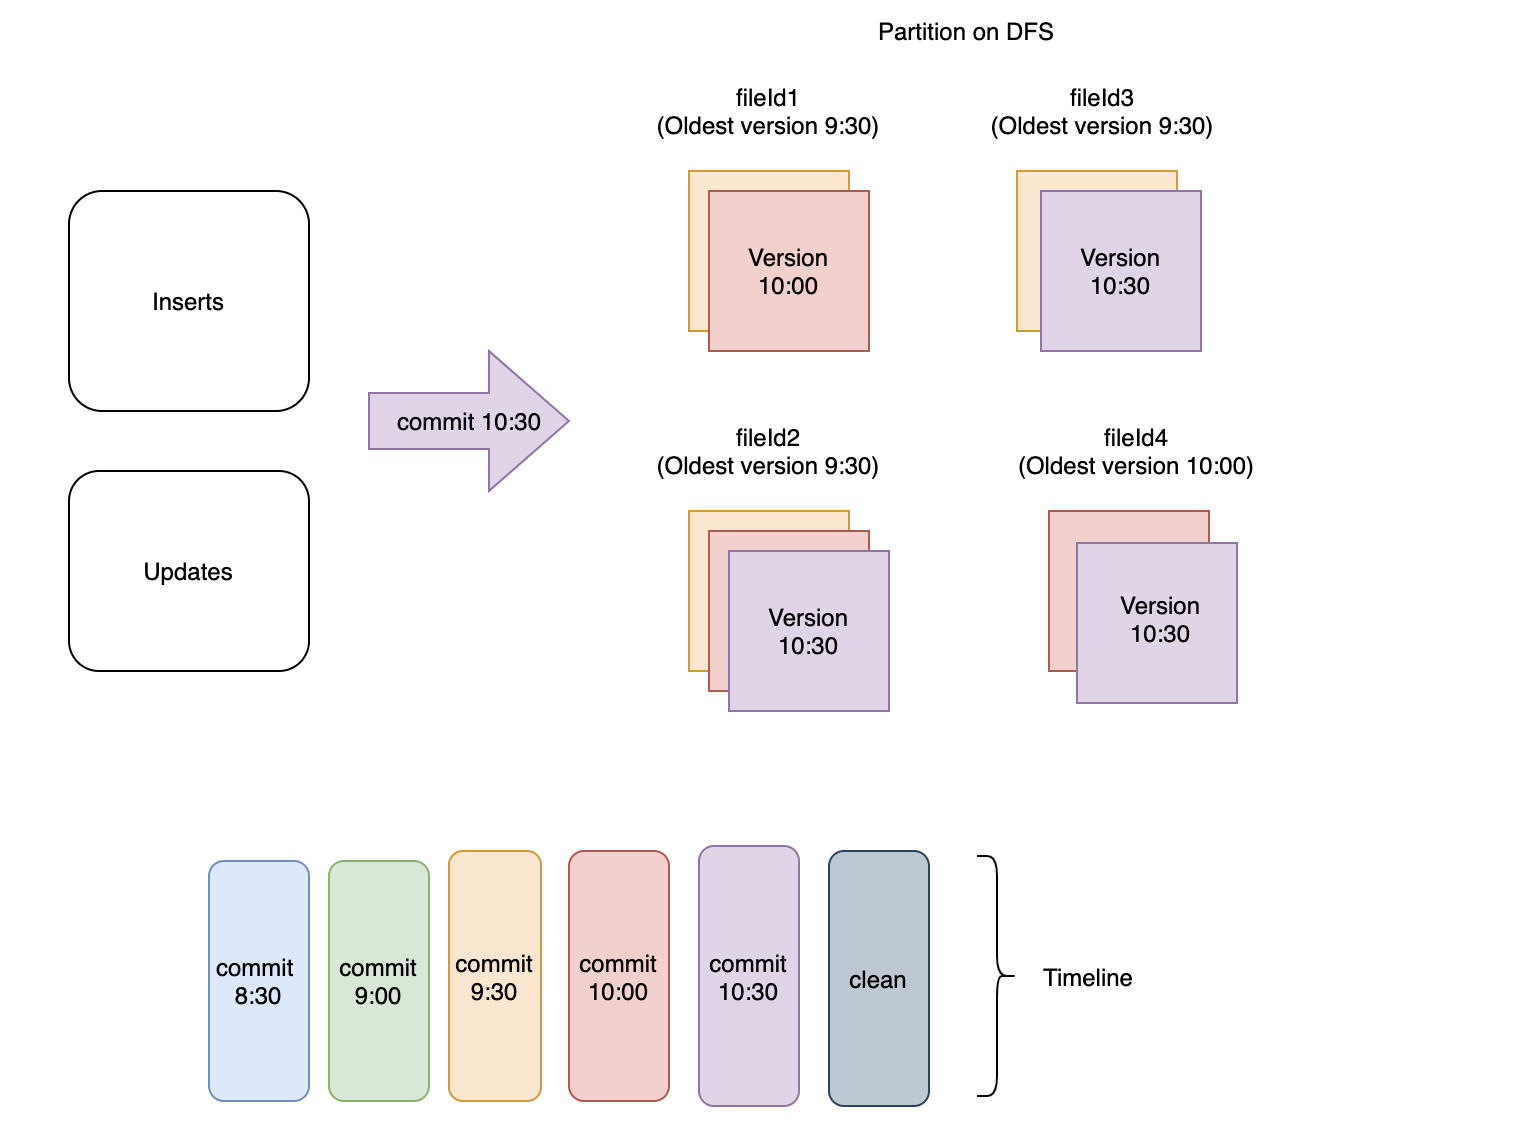 Partition on DFS
fileId1
(Oldest version 9:30)
fileId3
(Oldest version 9:30)
Version
10:00
Version
10:30
Inserts
commit 10:30
fileId2
(Oldest version 9:30)
fileId4
(Oldest version 10:00)
Updates
Version
10:30
Version
10:30
commit
8:30
commit
9:00
commit
9:30
commit
10:00
commit
10:30
clean
Timeline